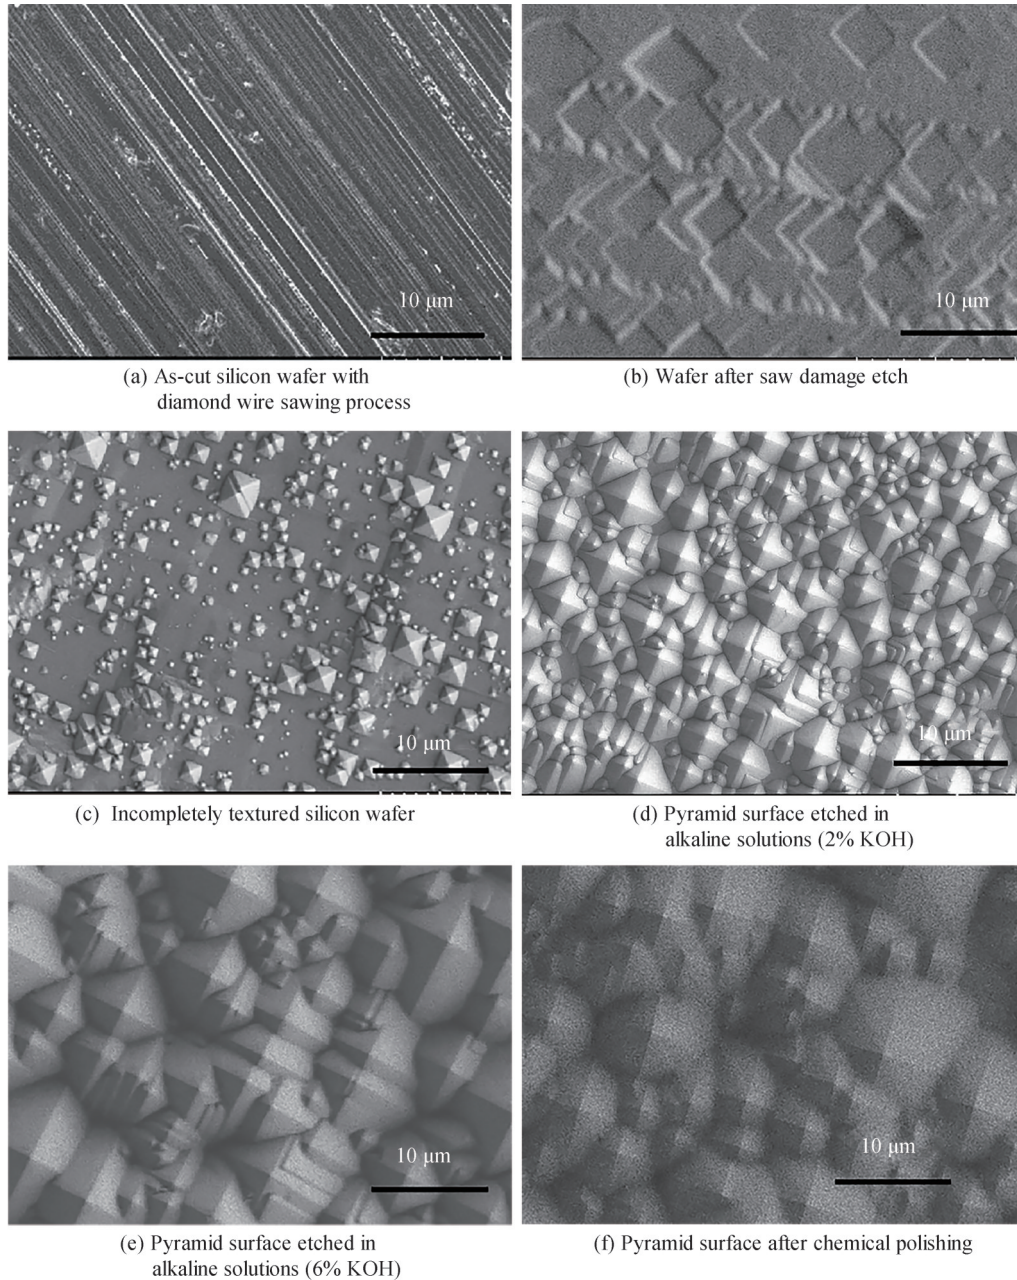 10 μm
10 μm
(a) As-cut silicon wafer with
diamond wire sawing process
(b) Wafer after saw damage etch
10 μm
10 μm
(c) Incompletely textured silicon wafer
(d) Pyramid surface etched in
alkaline solutions (2% KOH)
10 μm
10 μm
(e) Pyramid surface etched in
alkaline solutions (6% KOH)
(f) Pyramid surface after chemical polishing